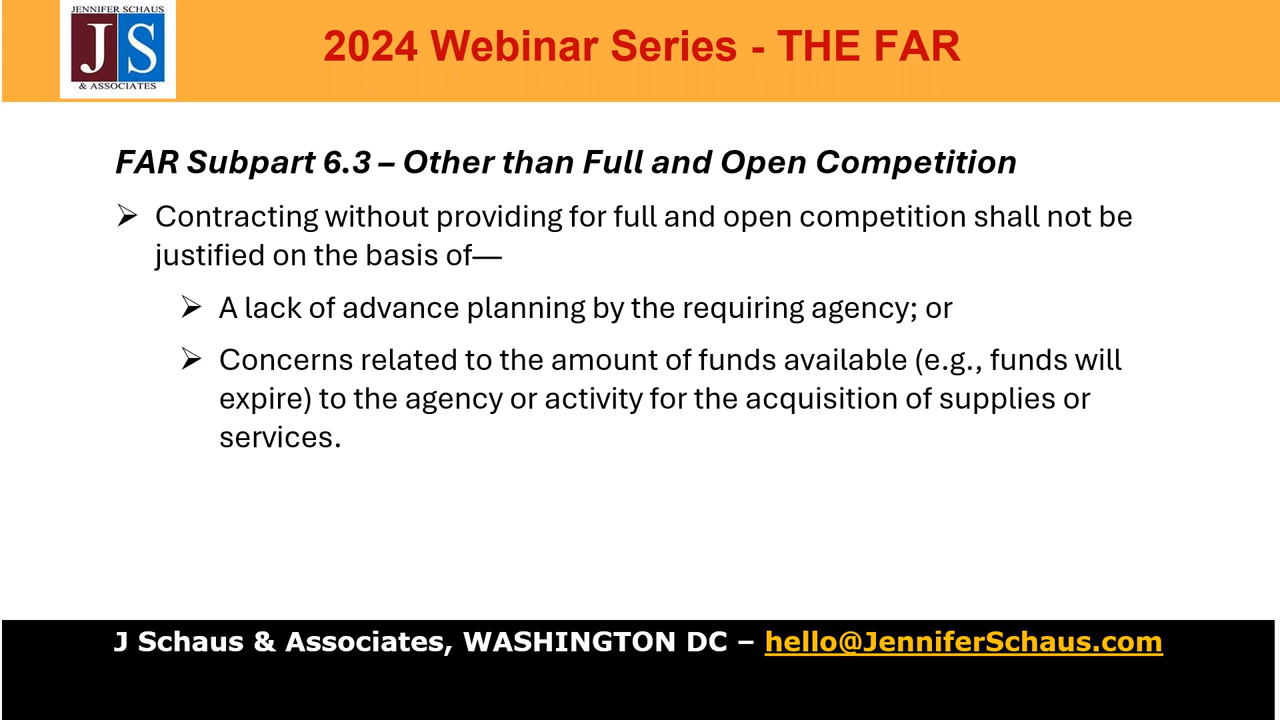 JENNIFER SCHAUS
JS
& ASSOCIATES
2024 Webinar Series - THE FAR
FAR Subpart 6.3 – Other than Full and Open Competition
➢ Contracting without providing for full and open competition shall not be
justified on the basis of—
➢ A lack of advance planning by the requiring agency; or
➢ Concerns related to the amount of funds available (e.g., funds will
expire) to the agency or activity for the acquisition of supplies or
services.
J Schaus & Associates, WASHINGTON DC – hello@JenniferSchaus.com